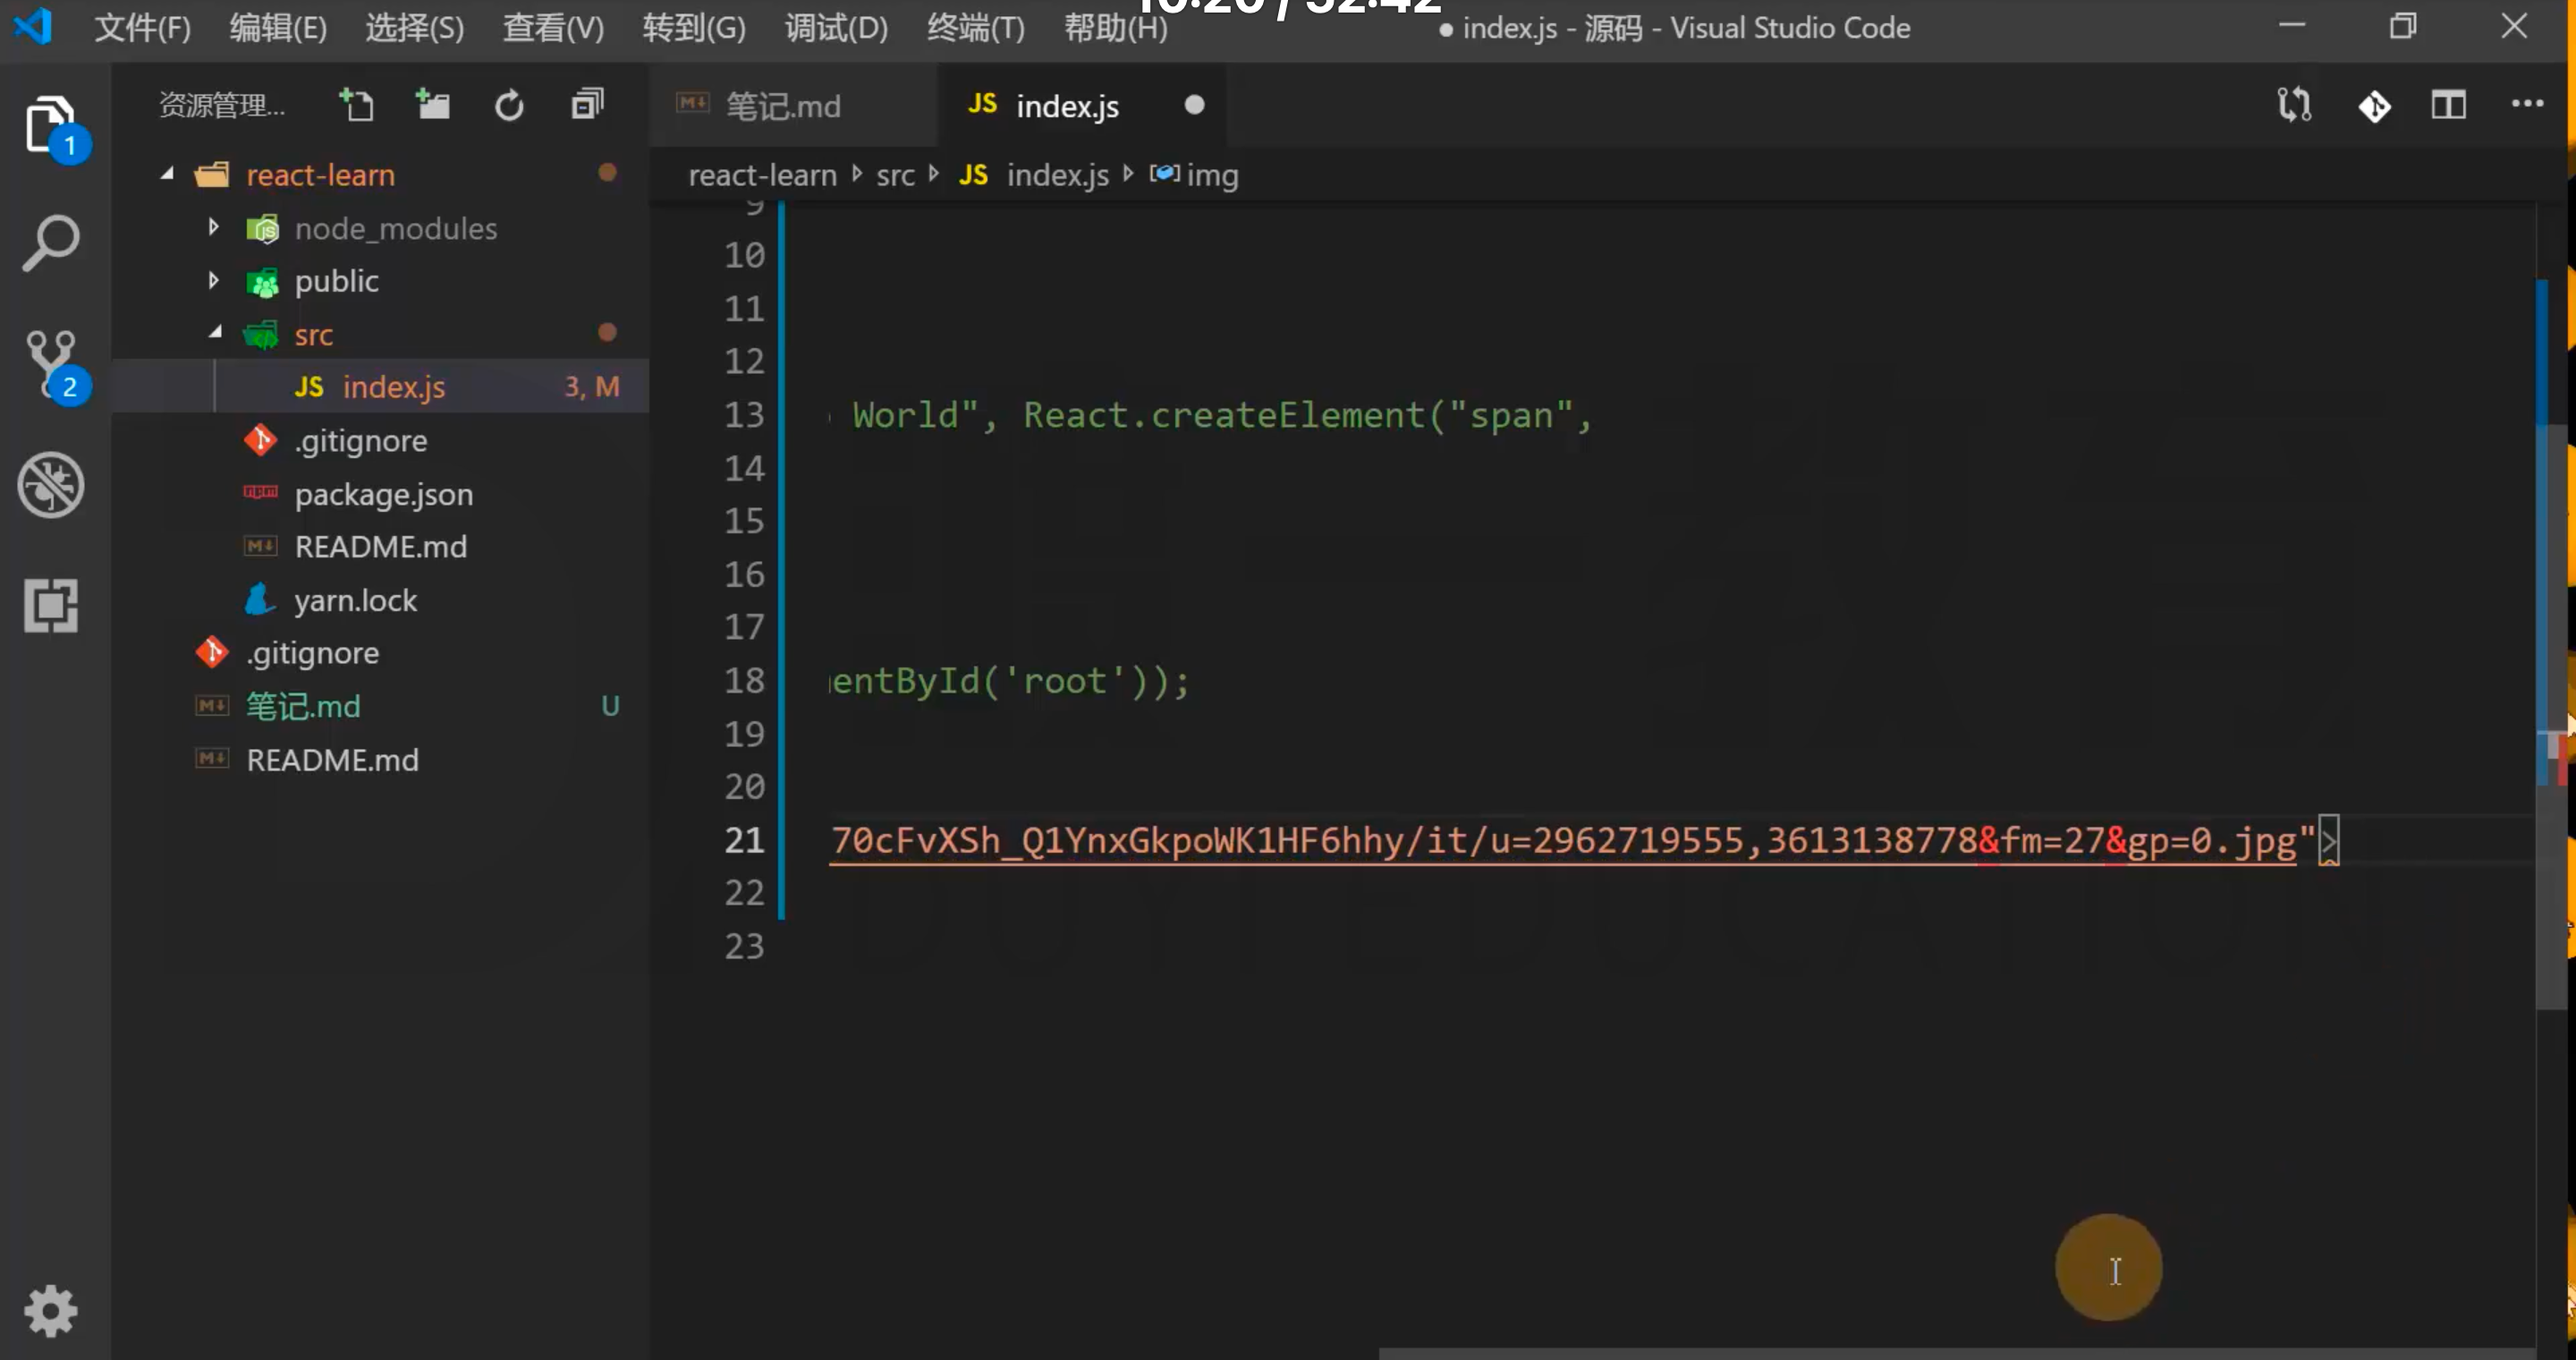 文件(F) 编辑(E) 选择(S) 查看(V) 转到(G) 调试(D) 终端(T) 帮助(H) ● index.js - 源码 - Visual Studio Code
资源管理...
笔记.md
JS index.js
1
react-learn
react-learn src JS index.js img
9
node_modules
10
public
11
src
12
2
JS index.js 3, M
13 World", React.createElement("span",
.gitignore
14
package.json
15
README.md
16
yarn.lock
17
.gitignore
18 entById('root'));
笔记.md U
19
README.md
20
21 70cFvXSh_Q1YnxGkpoWK1HF6hhy/it/u=2962719555,3613138778&fm=27&gp=0.jpg">
22
23